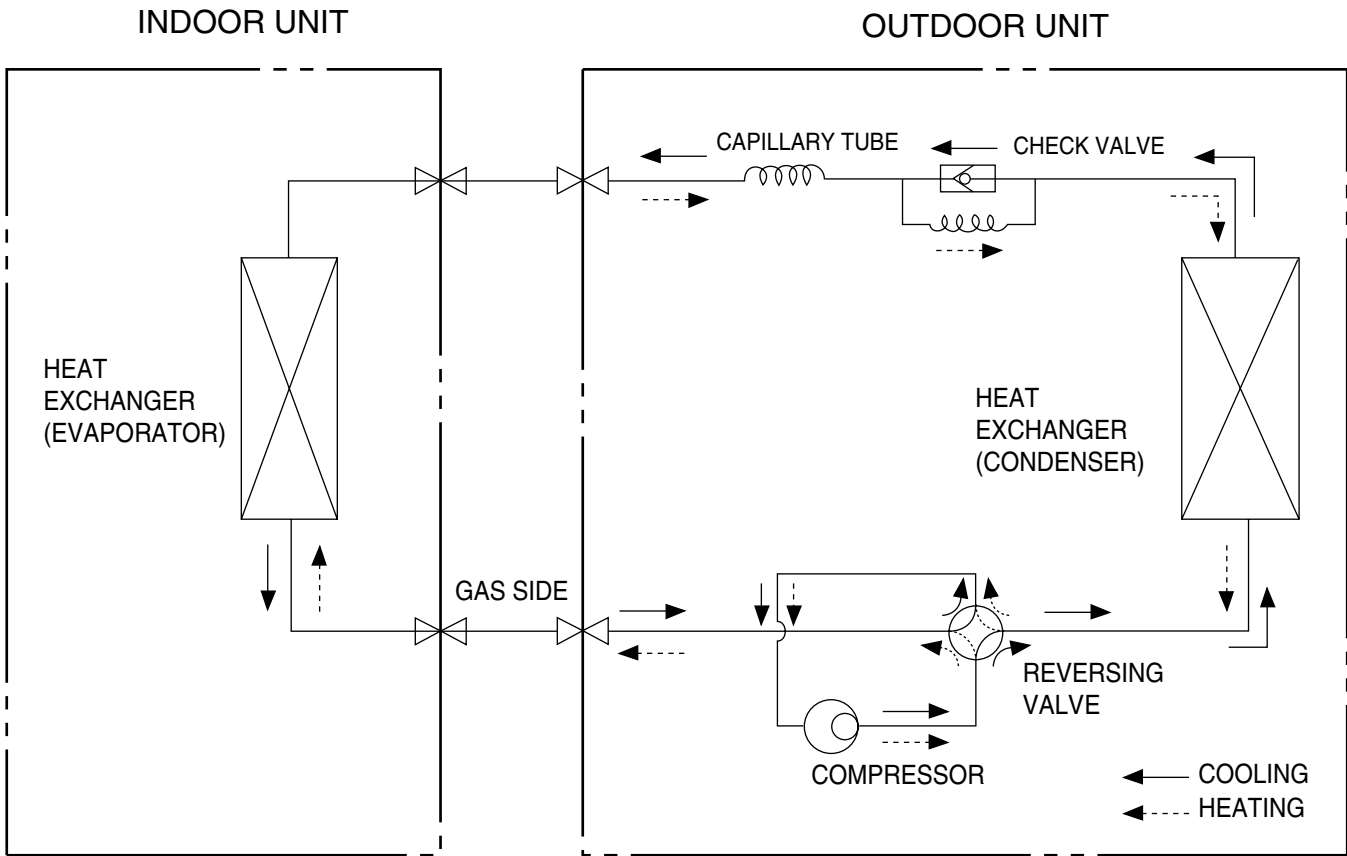 INDOOR UNIT
OUTDOOR UNIT
CAPILLARY TUBE
CHECK VALVE
HEAT
EXCHANGER
(EVAPORATOR)
HEAT
EXCHANGER
(CONDENSER)
GAS SIDE
REVERSING
VALVE
COMPRESSOR
COOLING
HEATING